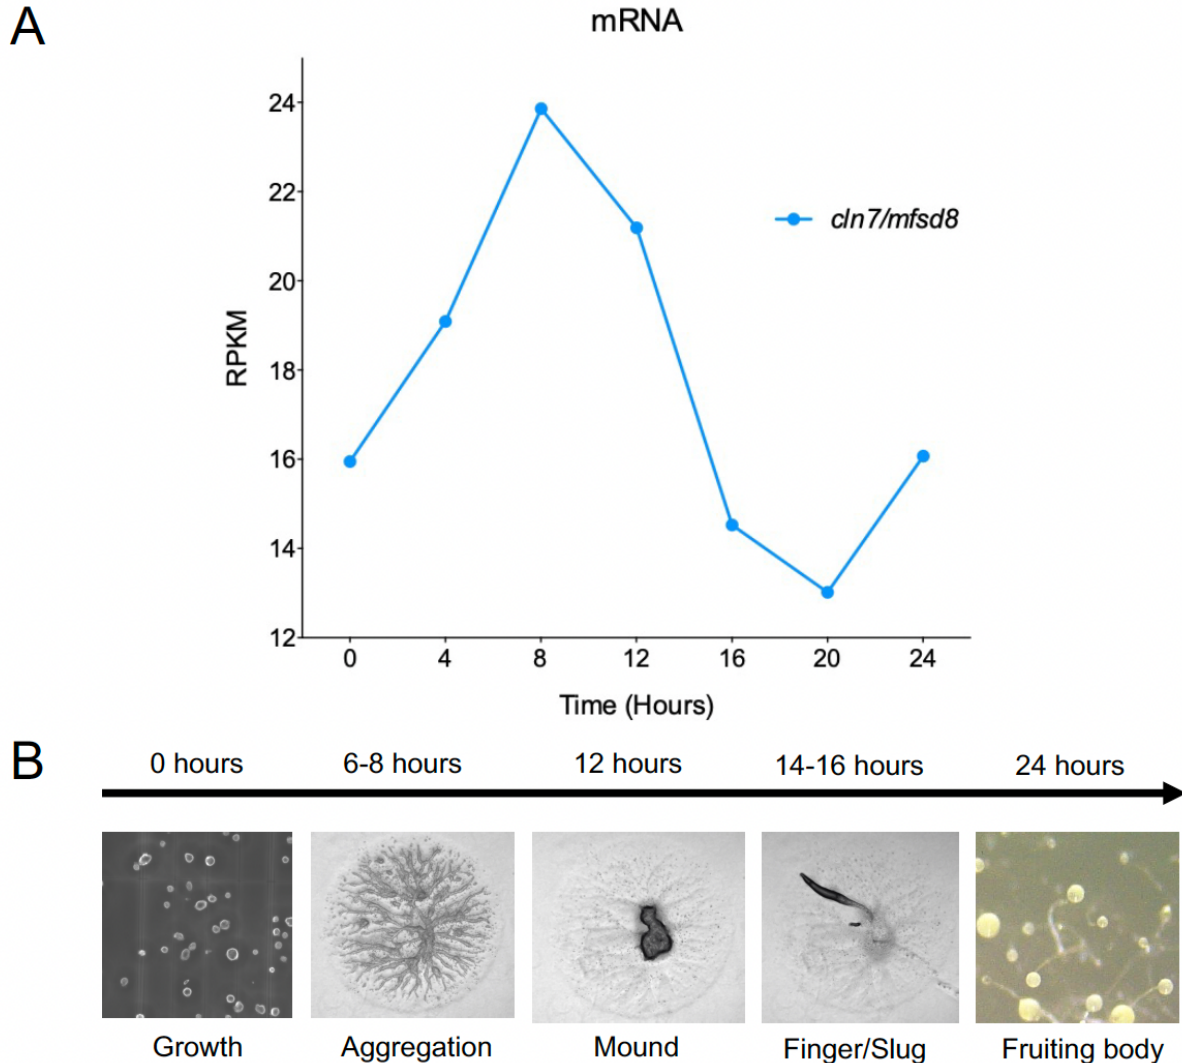 A
mRNA
24
22
20
18
16
14
12
RPKM
cln7/mfsd8
0 4 8 12 16 20 24
Time (Hours)
B
0 hours 6-8 hours 12 hours 14-16 hours 24 hours
Growth Aggregation Mound Finger/Slug Fruiting body